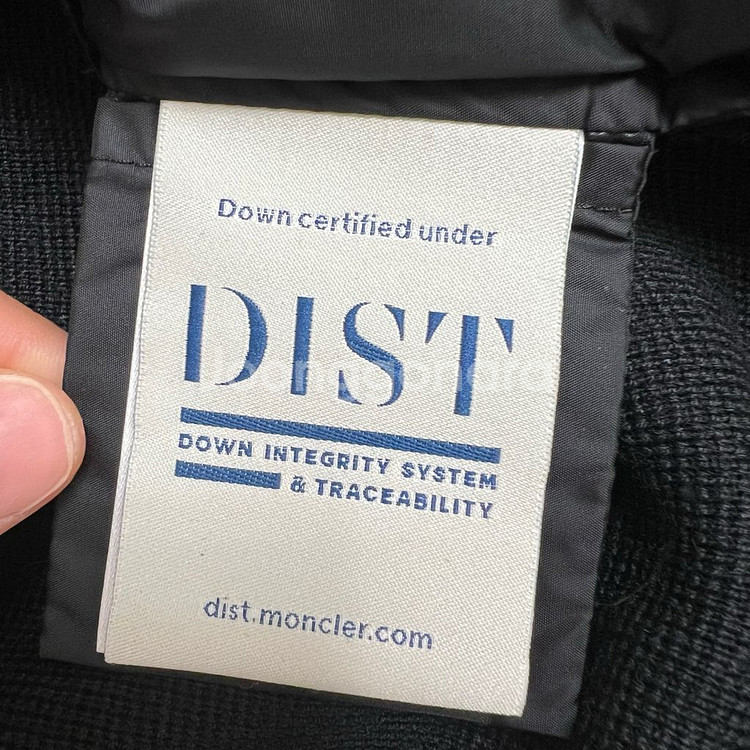 Down certified under
DIST
DOWN INTEGRITY SYSTEM
& TRACEABILITY
dist.moncler.com